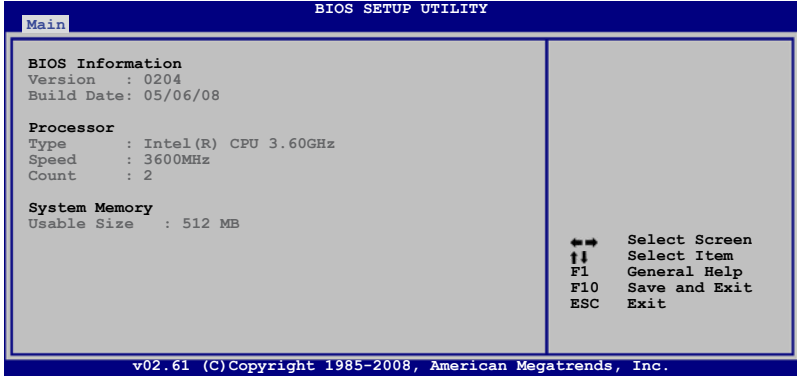 BIOS SETUP UTILITY
Main
BIOS Information
Version : 0204
Build Date: 05/06/08
Processor
Type : Intel(R) CPU 3.60GHz
Speed : 3600MHz
Count : 2
System Memory
Usable Size : 512 MB
←→ Select Screen
↑↓ Select Item
F1 General Help
F10 Save and Exit
ESC Exit
v02.61 (C)Copyright 1985-2008, American Megatrends, Inc.